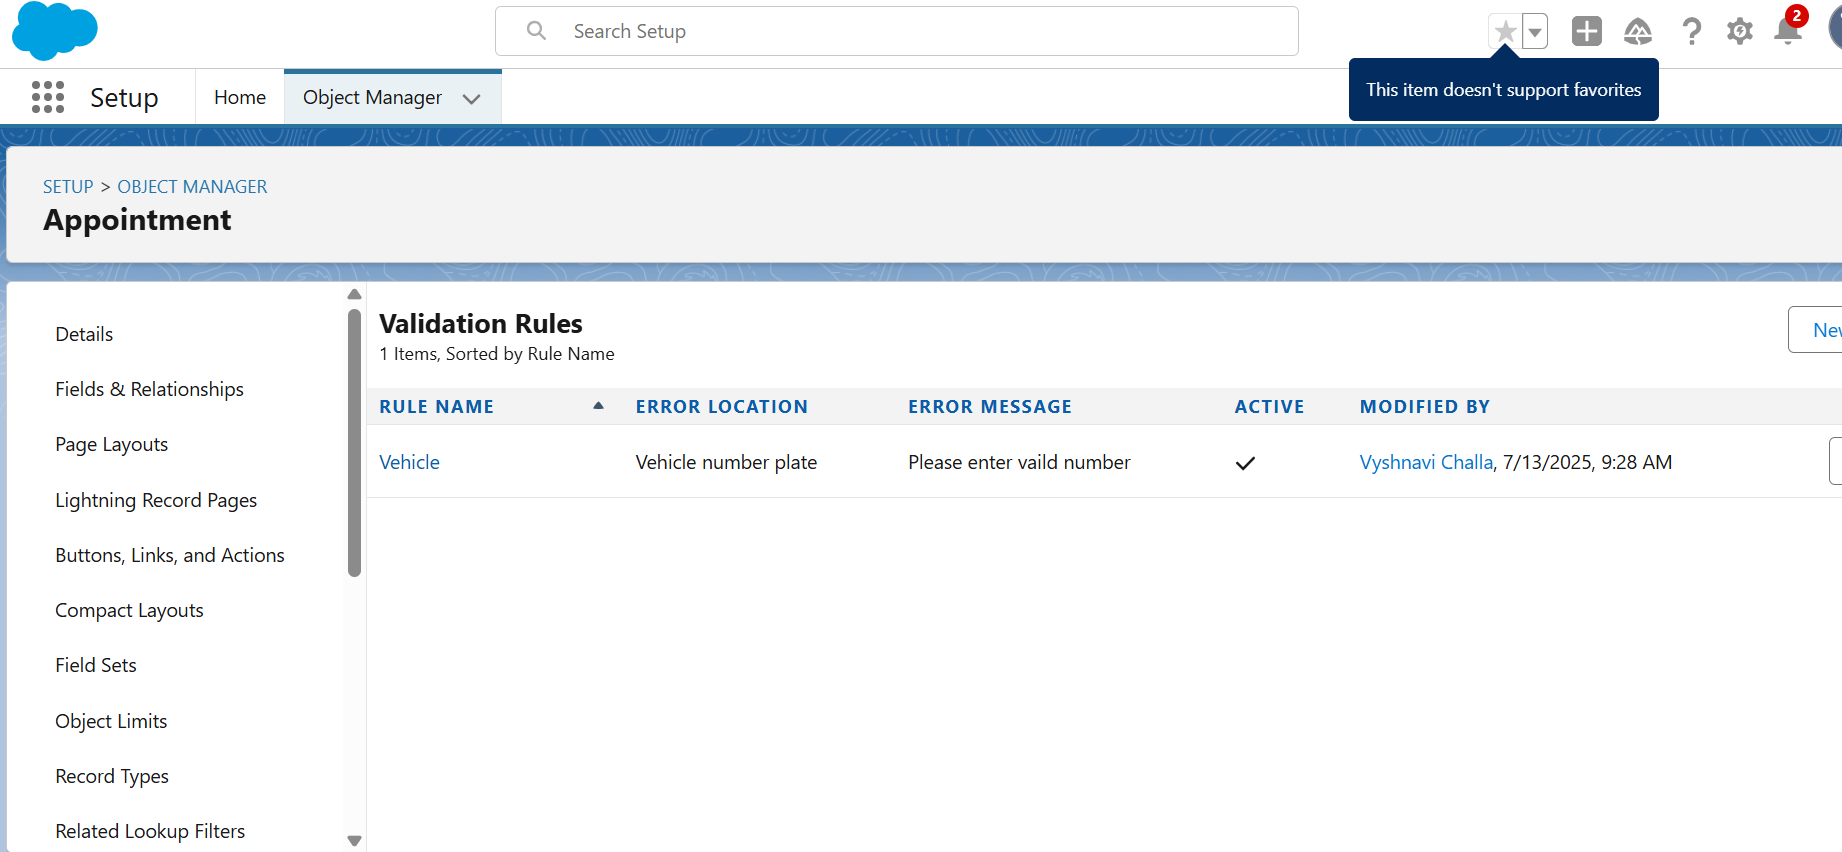 Search Setup
2
This item doesn't support favorites
Setup
Home
Object Manager
SETUP > OBJECT MANAGER
Appointment
Details
Fields & Relationships
Page Layouts
Lightning Record Pages
Buttons, Links, and Actions
Compact Layouts
Field Sets
Object Limits
Record Types
Related Lookup Filters
Validation Rules
1 Items, Sorted by Rule Name
RULE NAME ERROR LOCATION ERROR MESSAGE ACTIVE MODIFIED BY
Vehicle Vehicle number plate Please enter vaild number Vyshnavi Challa, 7/13/2025, 9:28 AM